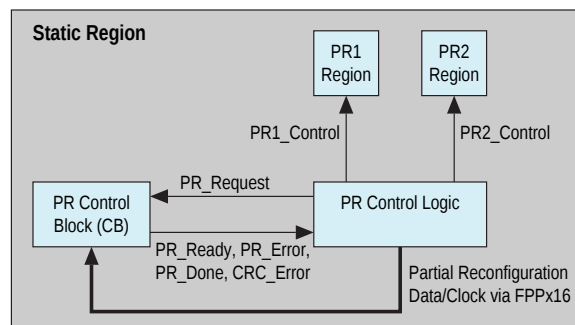 Static Region
PR1
Region
PR2
Region
PR1_Control
PR2_Control
PR_Request
PR Control
Block (CB)
PR Control Logic
PR_Ready, PR_Error,
PR_Done, CRC_Error
Partial Reconfiguration
Data/Clock via FPPx16